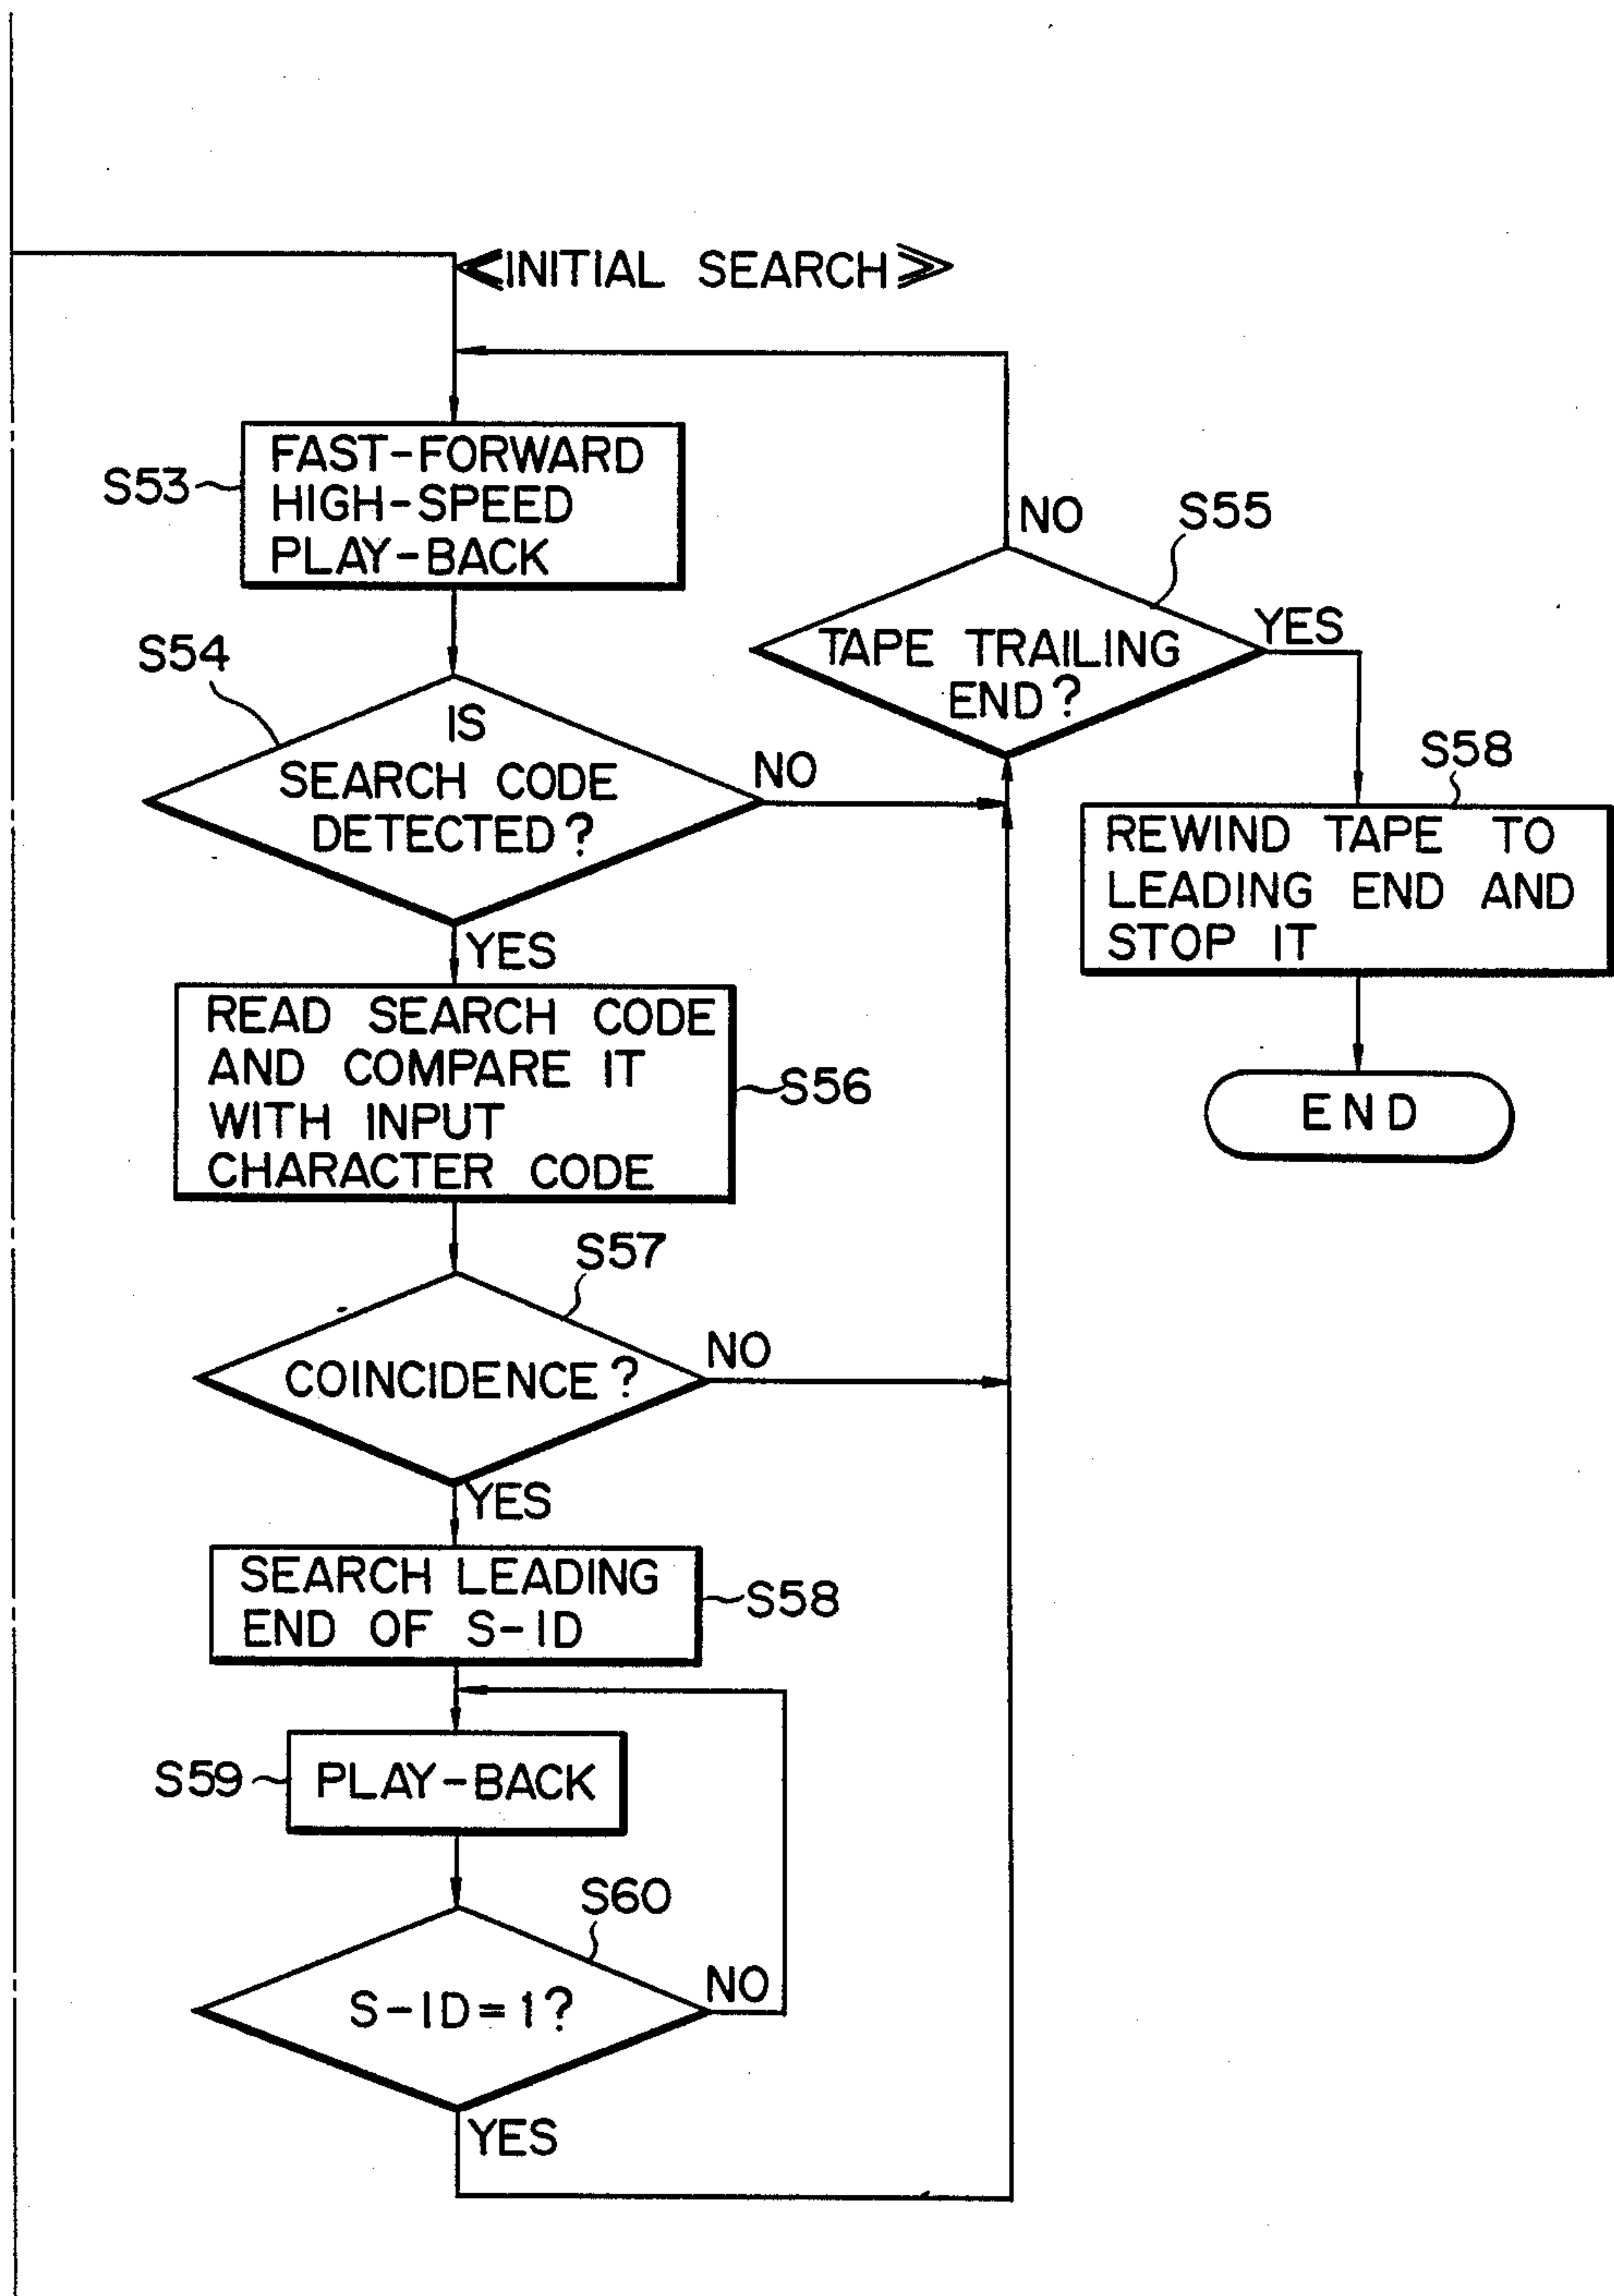 ≪INITIAL SEARCH≫
S53
FAST-FORWARD
HIGH-SPEED
PLAY-BACK
S54
IS
SEARCH CODE
DETECTED?
NO
YES
NO
S55
TAPE TRAILING
END?
YES
S58
REWIND TAPE TO
LEADING END AND
STOP IT
END
READ SEARCH CODE
AND COMPARE IT
WITH INPUT
CHARACTER CODE
S56
S57
COINCIDENCE?
NO
YES
SEARCH LEADING
END OF S-ID
S58
S59
PLAY-BACK
S60
S-ID=1?
NO
YES